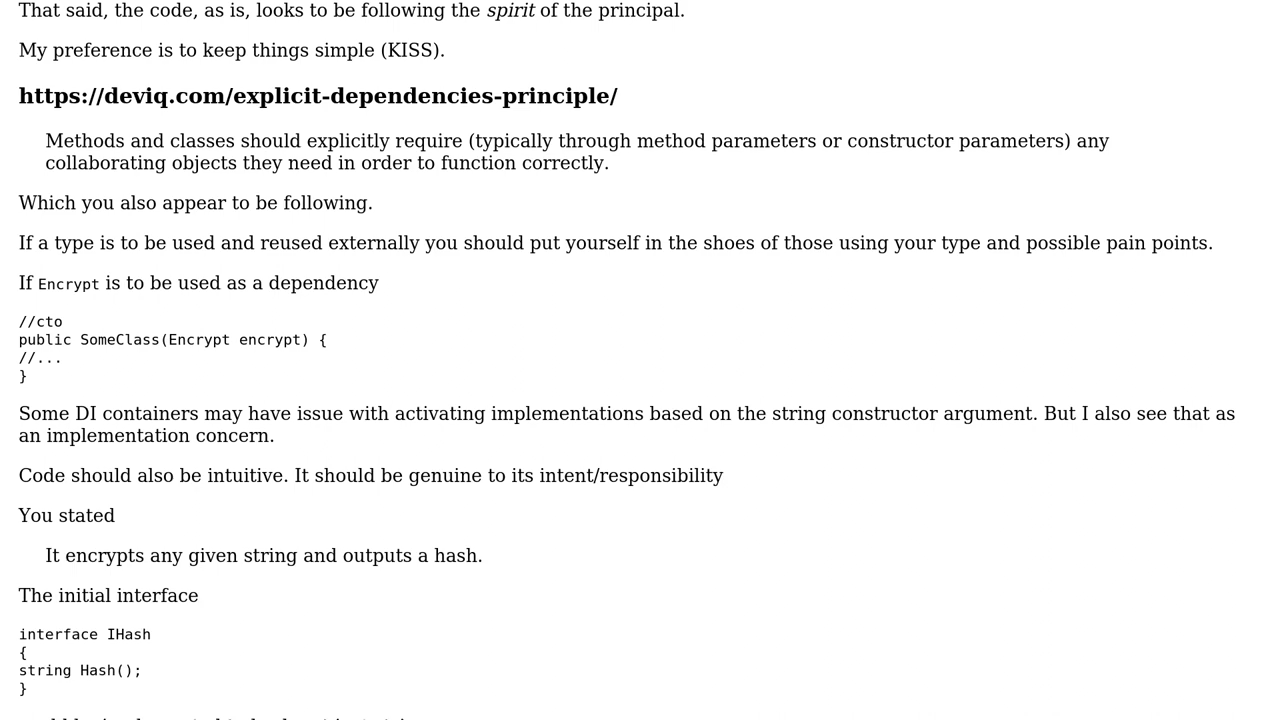 That said, the code, as is, looks to be following the spirit of the principal.
My preference is to keep things simple (KISS).
https://deviq.com/explicit-dependencies-principle/
Methods and classes should explicitly require (typically through method parameters or constructor parameters) any
collaborating objects they need in order to function correctly.
Which you also appear to be following.
If a type is to be used and reused externally you should put yourself in the shoes of those using your type and possible pain points.
If Encrypt is to be used as a dependency
//cto
public SomeClass(Encrypt encrypt) {
//...
}
Some DI containers may have issue with activating implementations based on the string constructor argument. But I also see that as
an implementation concern.
Code should also be intuitive. It should be genuine to its intent/responsibility
You stated
It encrypts any given string and outputs a hash.
The initial interface
interface IHash
{
string Hash();
}